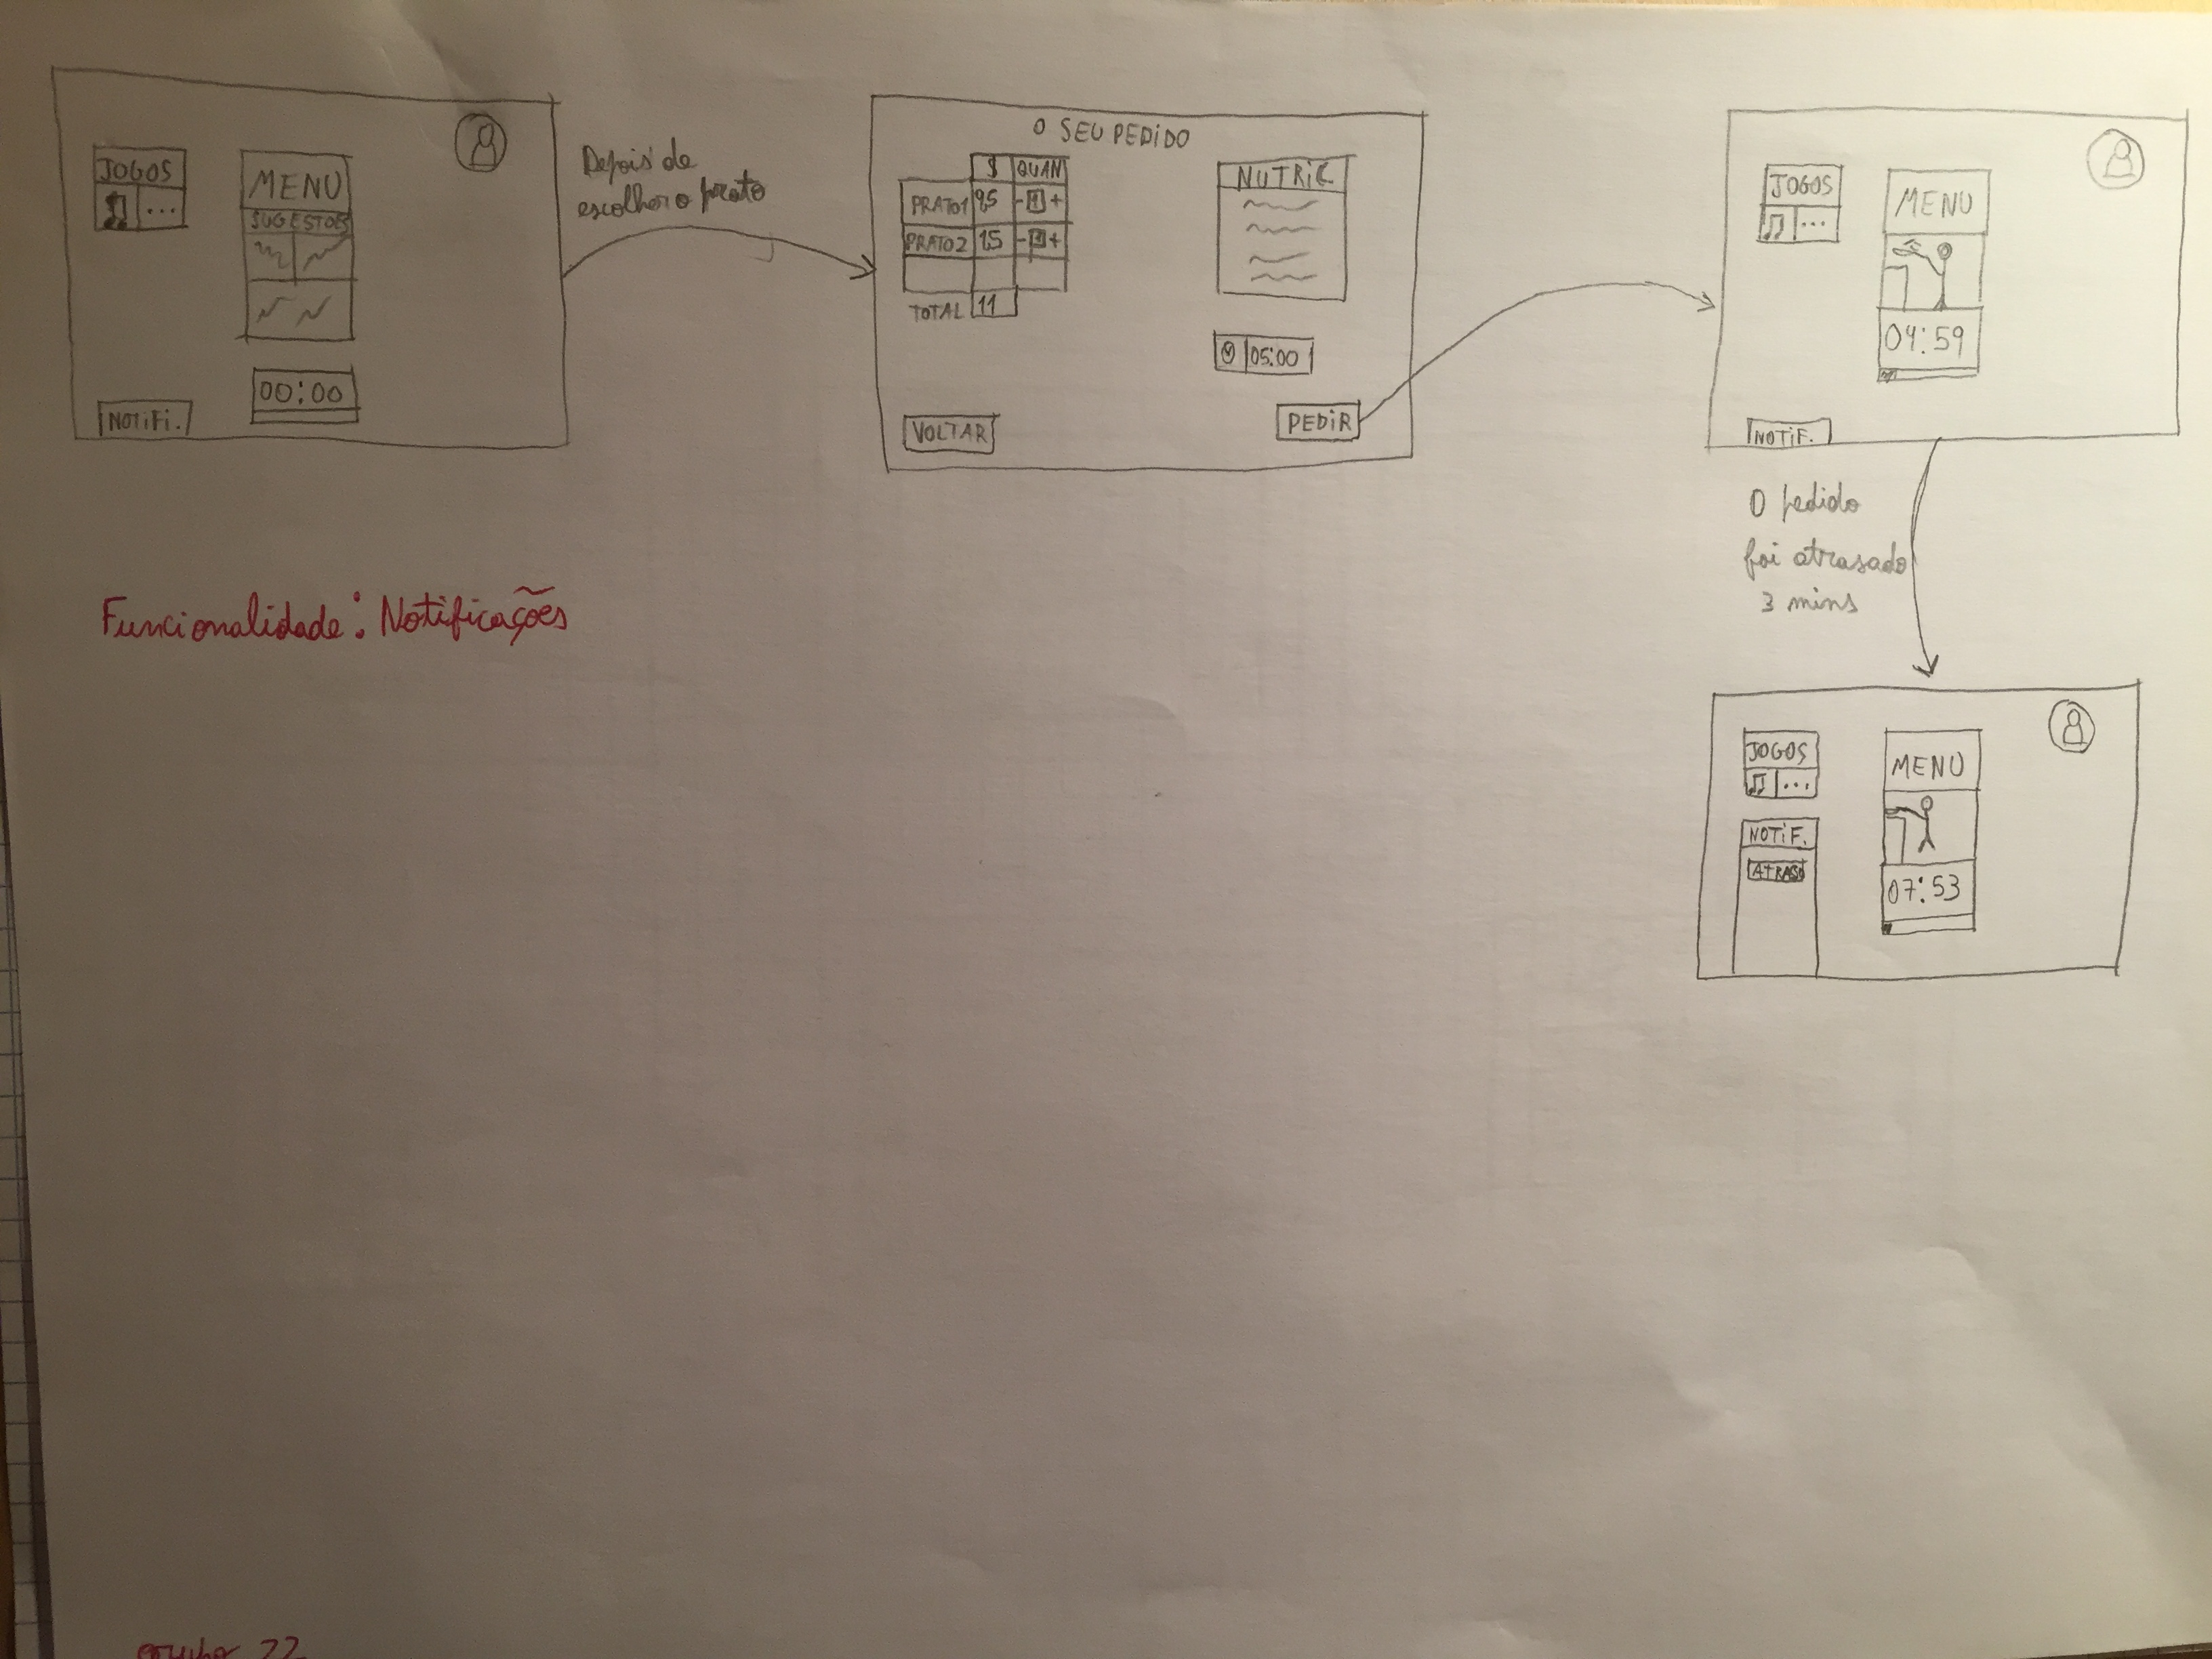 JOGOS
...
MENU
SUGESTOES
00:00
NOTIFI.
Depois de
escolher o prato
O SEU PEDIDO
$ QUAN
PRATO1 9,5 - 1 +
PRATO2 1,5 - 1 +
TOTAL 11
NUTRIC
05:00
VOLTAR
PEDIR
JOGOS
...
MENU
04:59
NOTIF.
O pedido
foi atrasado
3 mins
JOGOS
...
MENU
07:53
NOTIF.
ATRASO
Funcionalidade: Notificações
22